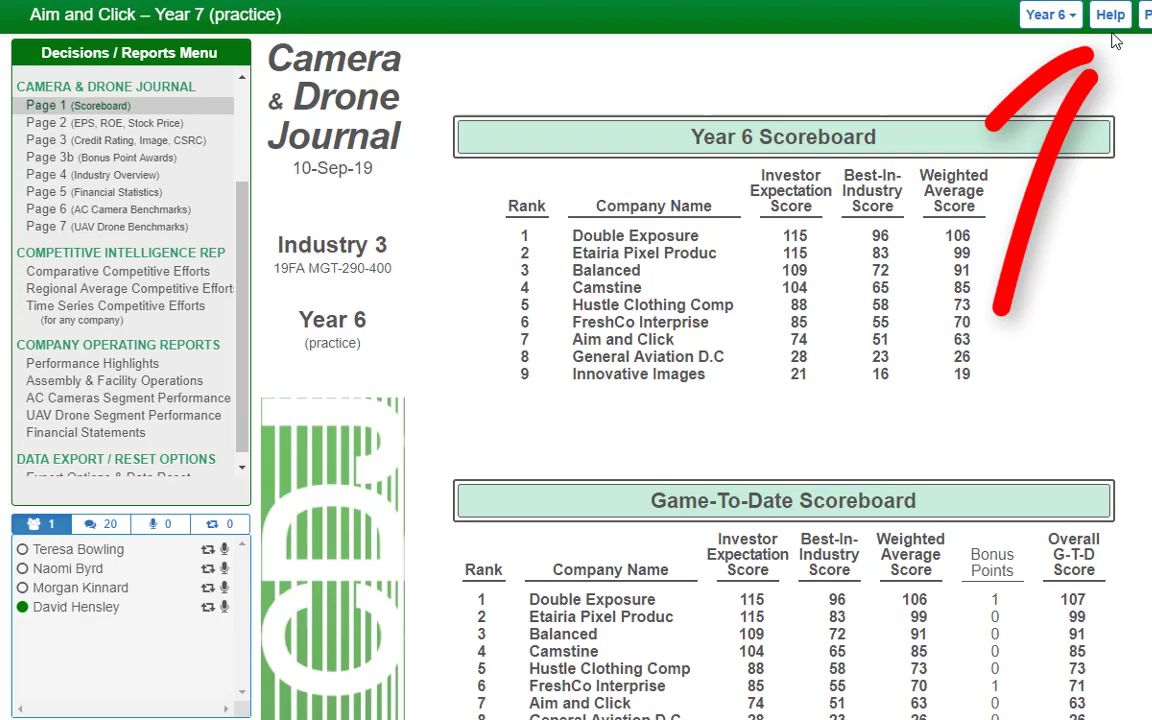 Aim and Click – Year 7 (practice)
Year 6
Help
P
Decisions / Reports Menu
CAMERA & DRONE JOURNAL
Page 1 (Scoreboard)
Page 2 (EPS, ROE, Stock Price)
Page 3 (Credit Rating, Image, CSRC)
Page 3b (Bonus Point Awards)
Page 4 (Industry Overview)
Page 5 (Financial Statistics)
Page 6 (AC Camera Benchmarks)
Page 7 (UAV Drone Benchmarks)
COMPETITIVE INTELLIGENCE REP
Comparative Competitive Efforts
Regional Average Competitive Effort
Time Series Competitive Efforts
(for any company)
COMPANY OPERATING REPORTS
Performance Highlights
Assembly & Facility Operations
AC Cameras Segment Performance
UAV Drone Segment Performance
Financial Statements
DATA EXPORT / RESET OPTIONS
Export Options & Data Reset
1 20 0 0
Teresa Bowling
Naomi Byrd
Morgan Kinnard
David Hensley
Camera
& Drone
Journal
10-Sep-19
Industry 3
19FA MGT-290-400
Year 6
(practice)
Year 6 Scoreboard
Rank Company Name Investor Expectation Score Best-In-Industry Score Weighted Average Score
1 Double Exposure 115 96 106
2 Etairia Pixel Produc 115 83 99
3 Balanced 109 72 91
4 Camstine 104 65 85
5 Hustle Clothing Comp 88 58 73
6 FreshCo Interprise 85 55 70
7 Aim and Click 74 51 63
8 General Aviation D.C 28 23 26
9 Innovative Images 21 16 19
Game-To-Date Scoreboard
Rank Company Name Investor Expectation Score Best-In-Industry Score Weighted Average Score Bonus Points Overall G-T-D Score
1 Double Exposure 115 96 106 1 107
2 Etairia Pixel Produc 115 83 99 0 99
3 Balanced 109 72 91 0 91
4 Camstine 104 65 85 0 85
5 Hustle Clothing Comp 88 58 73 0 73
6 FreshCo Interprise 85 55 70 1 71
7 Aim and Click 74 51 63 0 63
8 General Aviation D.C 28 23 26 0 26